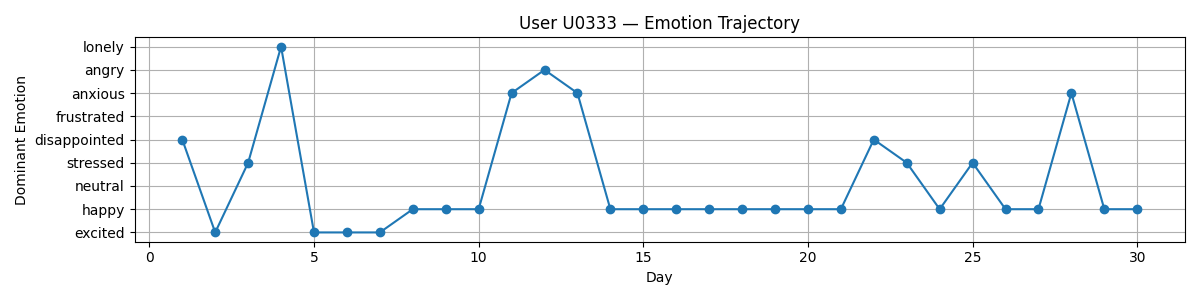 User U0333 — Emotion Trajectory
Dominant Emotion
lonely
angry
anxious
frustrated
disappointed
stressed
neutral
happy
excited
0 5 10 15 20 25 30
Day